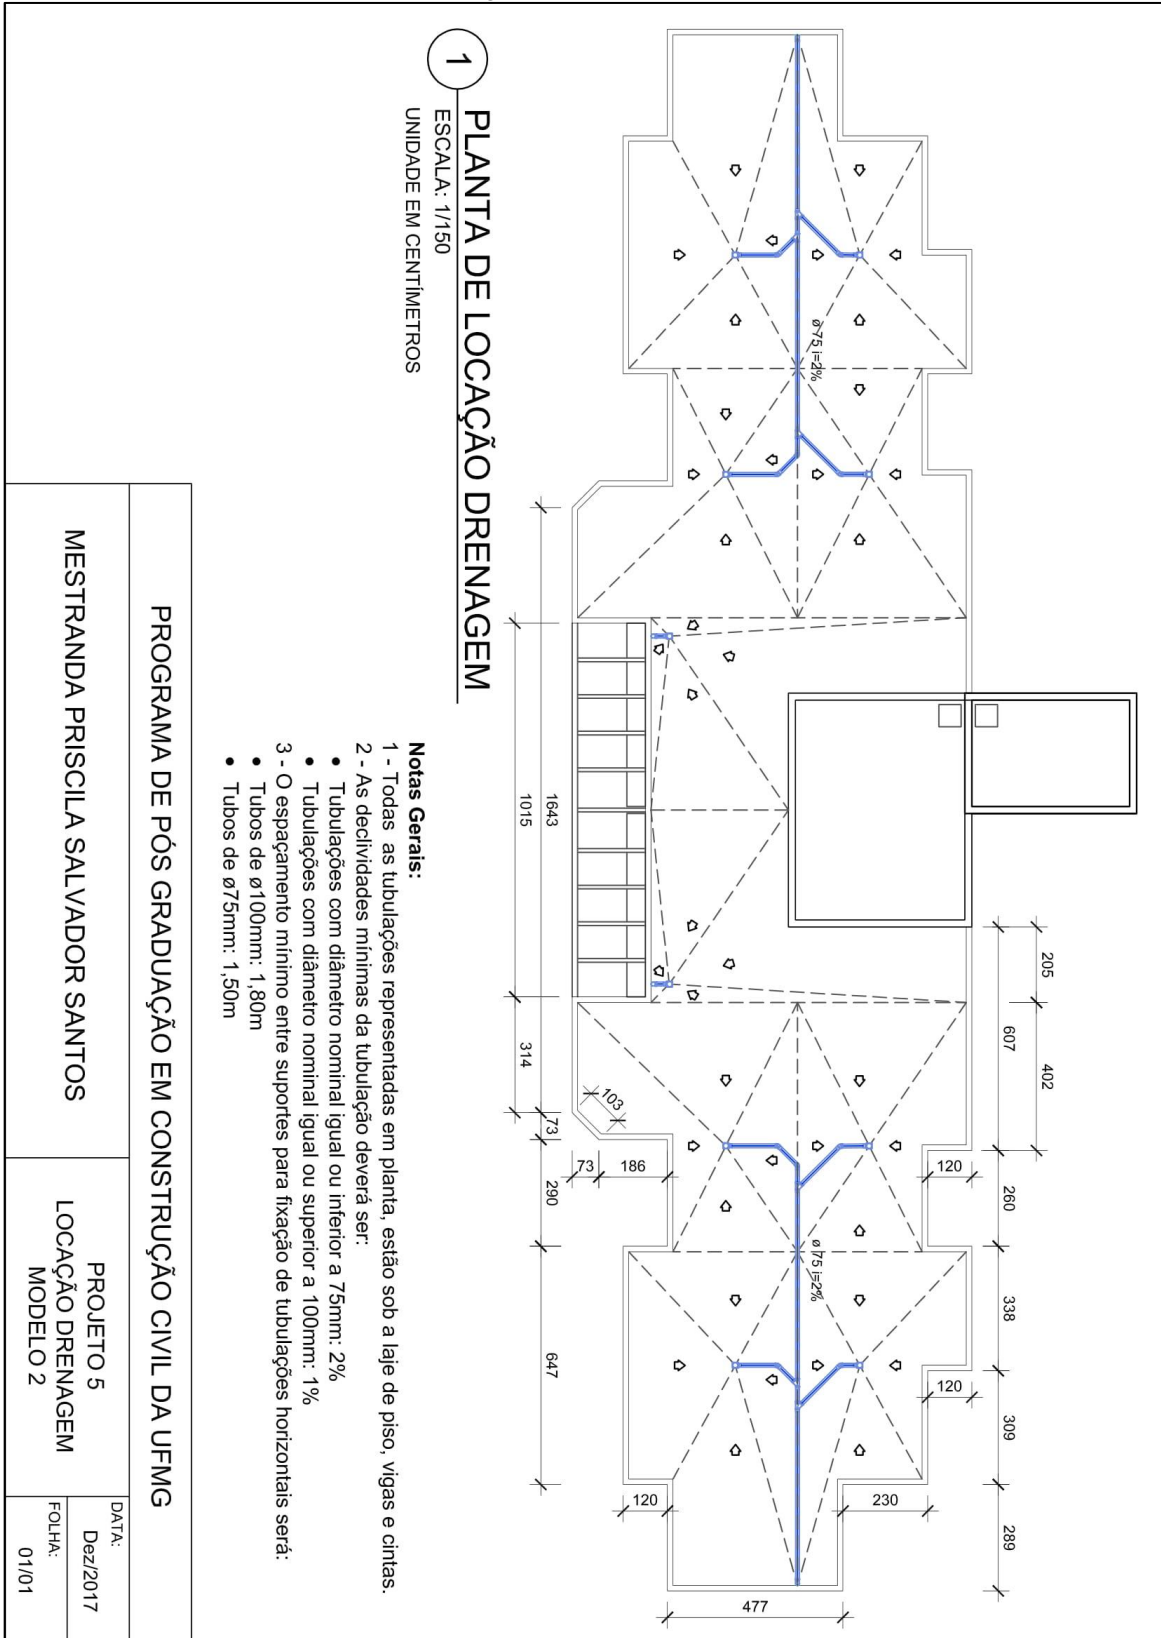 1
PLANTA DE LOCAÇÃO DRENAGEM
ESCALA: 1/150
UNIDADE EM CENTÍMETROS
ø 75 i=2%
ø 75 i=2%
205
607
402
120
260
338
120
309
230
289
477
1643
1015
314
103
73
73
186
290
647
120
Notas Gerais:
1 - Todas as tubulações representadas em planta, estão sob a laje de piso, vigas e cintas.
2 - As declividades mínimas da tubulação deverá ser:
• Tubulações com diâmetro nominal igual ou inferior a 75mm: 2%
• Tubulações com diâmetro nominal igual ou superior a 100mm: 1%
3 - O espaçamento mínimo entre suportes para fixação de tubulações horizontais será:
• Tubos de ø100mm: 1,80m
• Tubos de ø75mm: 1,50m
PROGRAMA DE PÓS GRADUAÇÃO EM CONSTRUÇÃO CIVIL DA UFMG
MESTRANDA PRISCILA SALVADOR SANTOS
PROJETO 5
LOCAÇÃO DRENAGEM
MODELO 2
DATA:
Dez/2017
FOLHA:
01/01